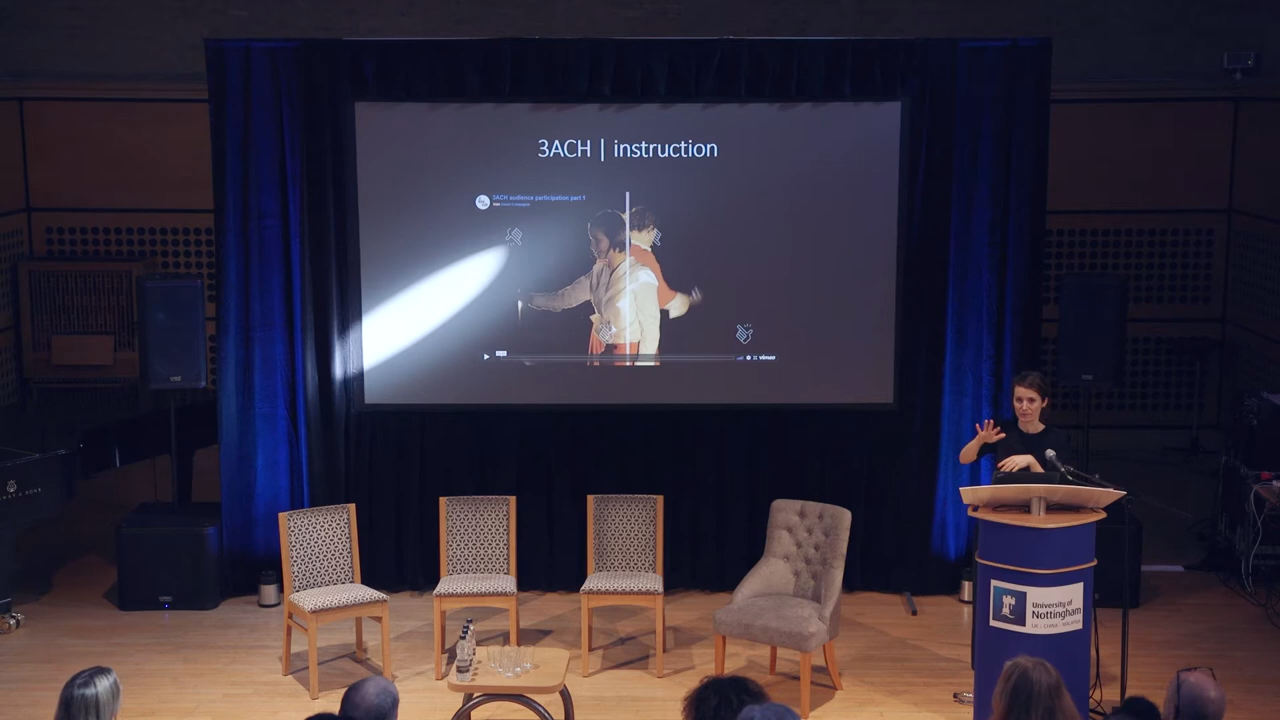 3ACH | instruction
3ACH audience participation part 1
vimeo
University of
Nottingham
UK | CHINA | MALAYSIA